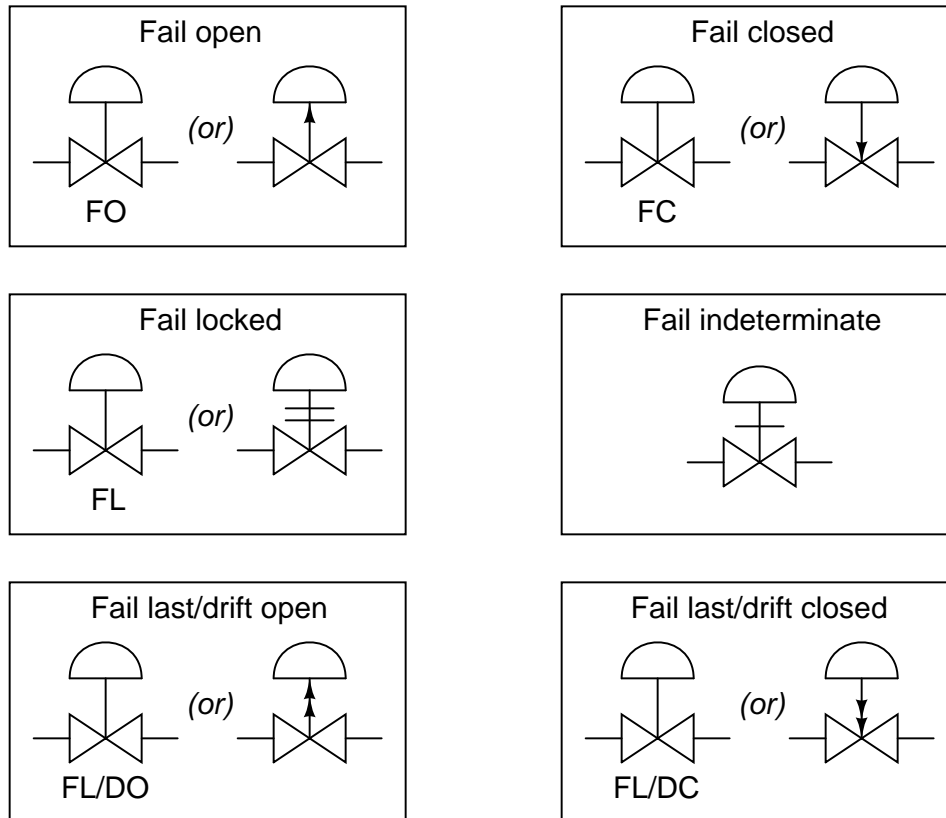 Fail open
(or)
FO
Fail closed
(or)
FC
Fail locked
(or)
FL
Fail indeterminate
Fail last/drift open
(or)
FL/DO
Fail last/drift closed
(or)
FL/DC